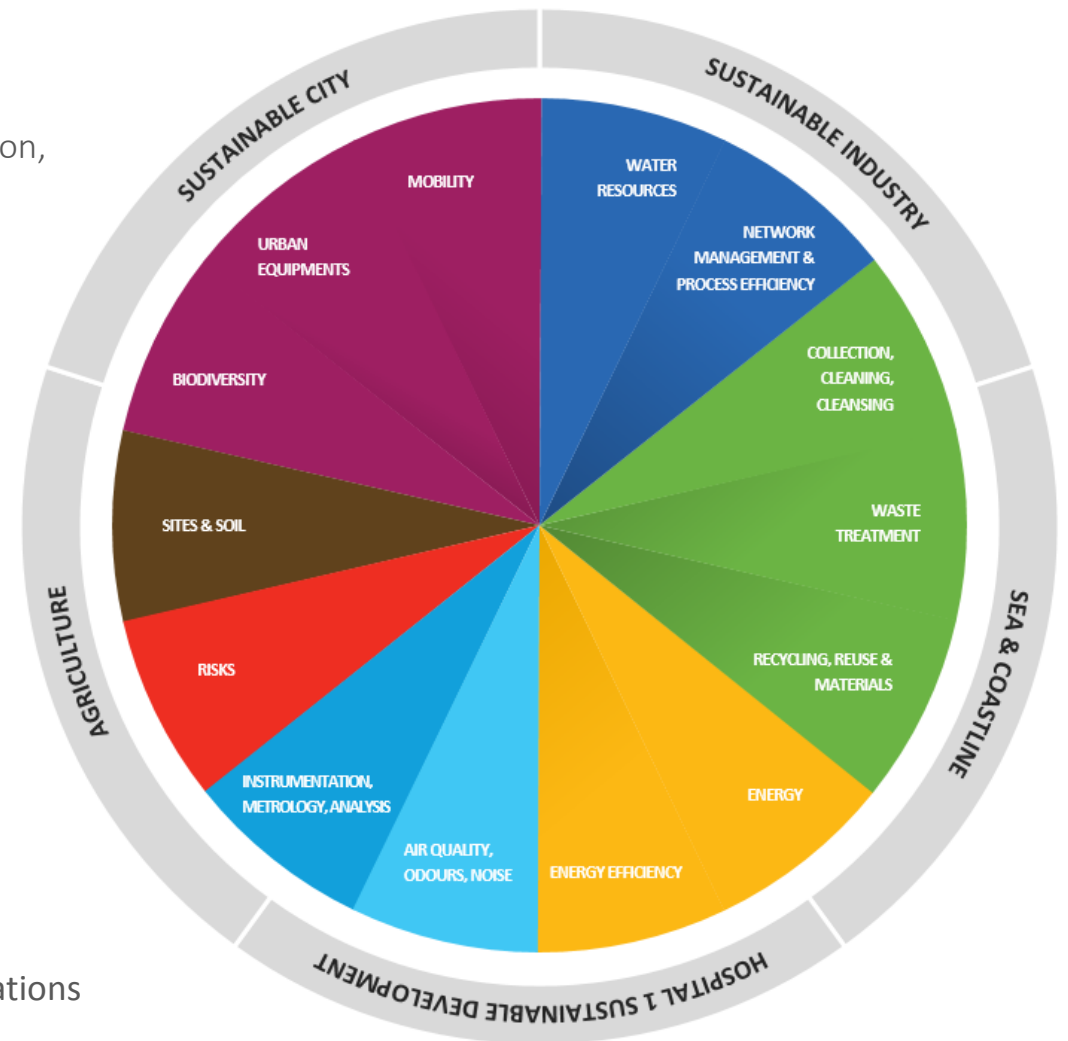 SUSTAINABLE CITY
SUSTAINABLE INDUSTRY
on,
MOBILITY
WATER
RESOURCES
URBAN
EQUIPMENTS
NETWORK
MANAGEMENT &
PROCESS EFFICIENCY
BIODIVERSITY
COLLECTION,
CLEANING,
CLEANSING
SITES & SOIL
WASTE
TREATMENT
AGRICULTURE
SEA & COASTLINE
RISKS
RECYCLING, REUSE &
MATERIALS
INSTRUMENTATION,
METROLOGY, ANALYSIS
ENERGY
AIR QUALITY,
ODOURS, NOISE
ENERGY EFFICIENCY
HOSPITAL 1 SUSTAINABLE DEVELOPMENT
ations